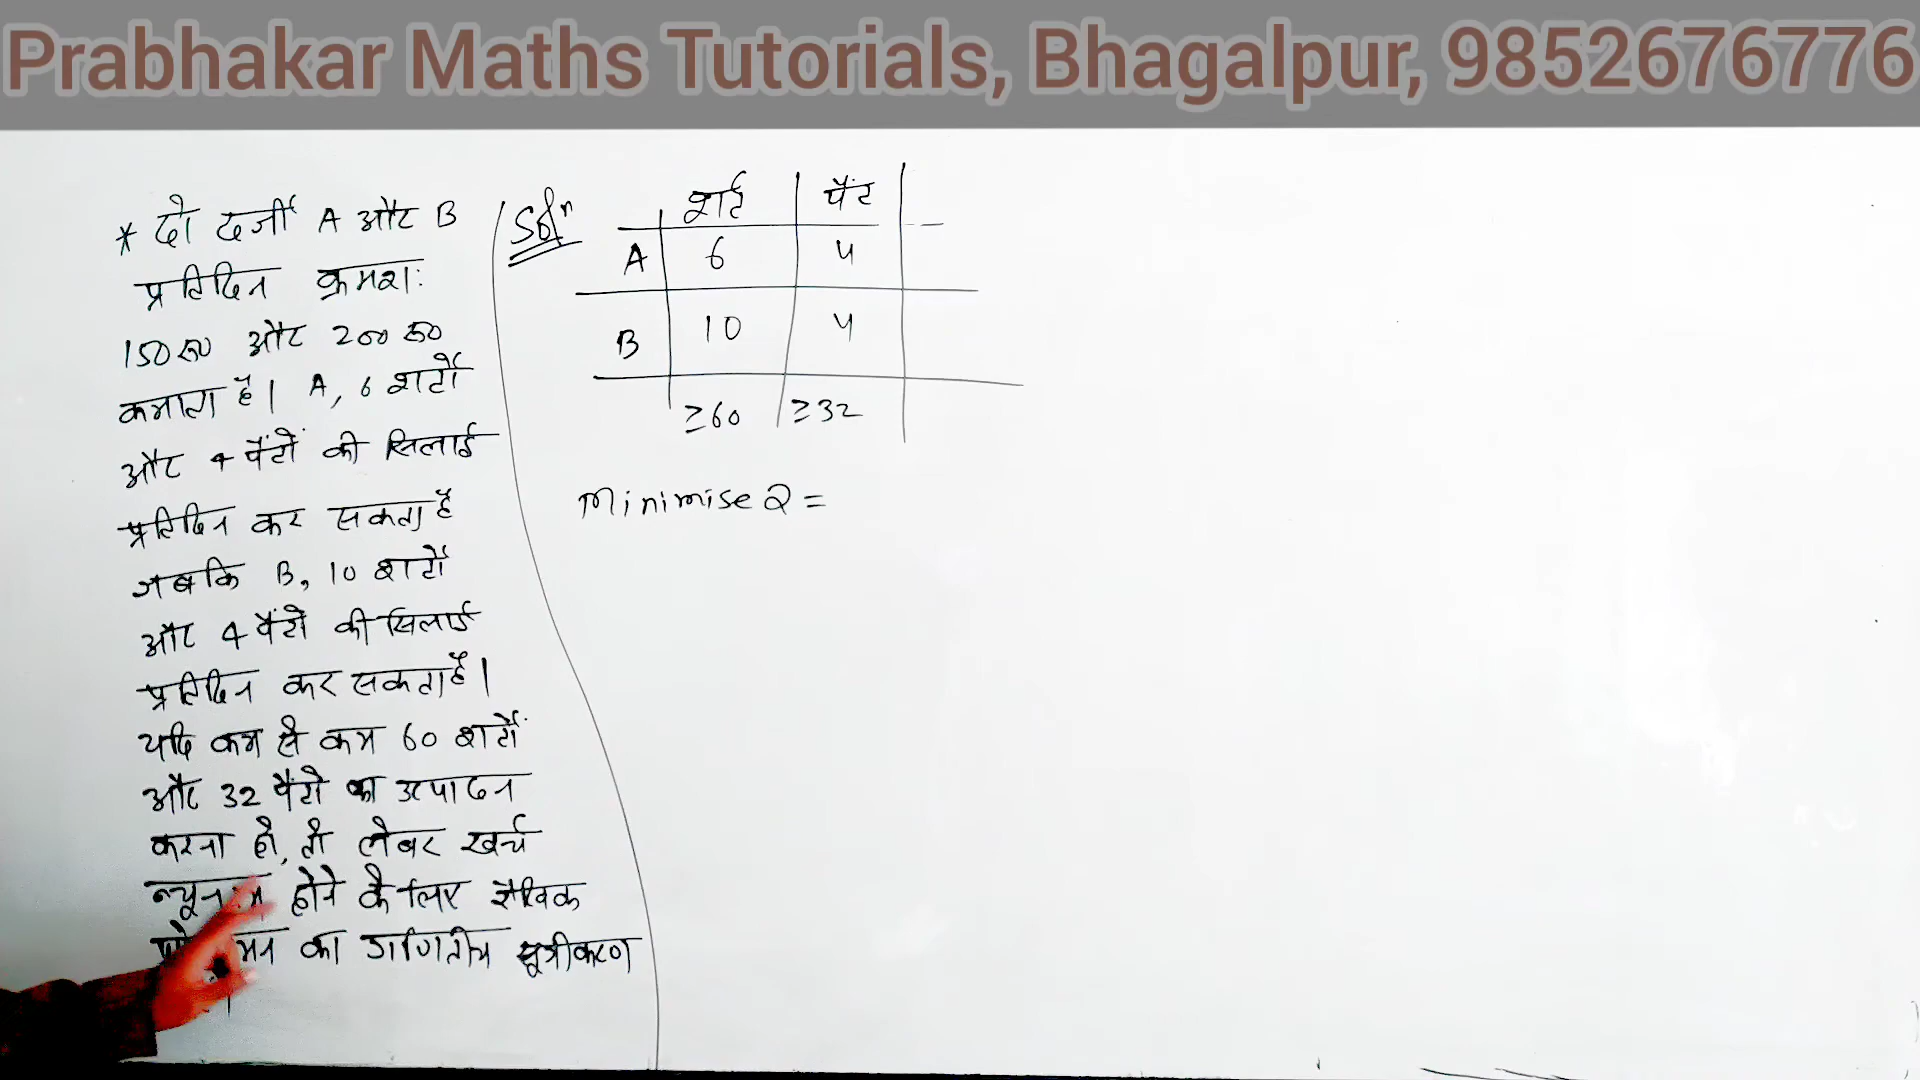 Prabhakar Maths Tutorials, Bhagalpur, 9852676776
* दो दर्जी A और B
प्रतिदिन क्रमशः
150 रू० और 200 रू०
कमाता है। A, 6 शर्टों
और 4 पैंटों की सिलाई
प्रतिदिन कर सकता है
जबकि B, 10 शर्टों
और 4 पैंटों की सिलाई
प्रतिदिन कर सकता है।
यदि कम से कम 60 शर्टों
और 32 पैंटों का उत्पादन
करना हो, तो लेबर खर्च
होने के लिए रैखिक
का गणितीय सूत्रीकरण
Solⁿ
शर्ट पैंट
A 6 4
B 10 4
≥60 ≥32
Minimise Z =